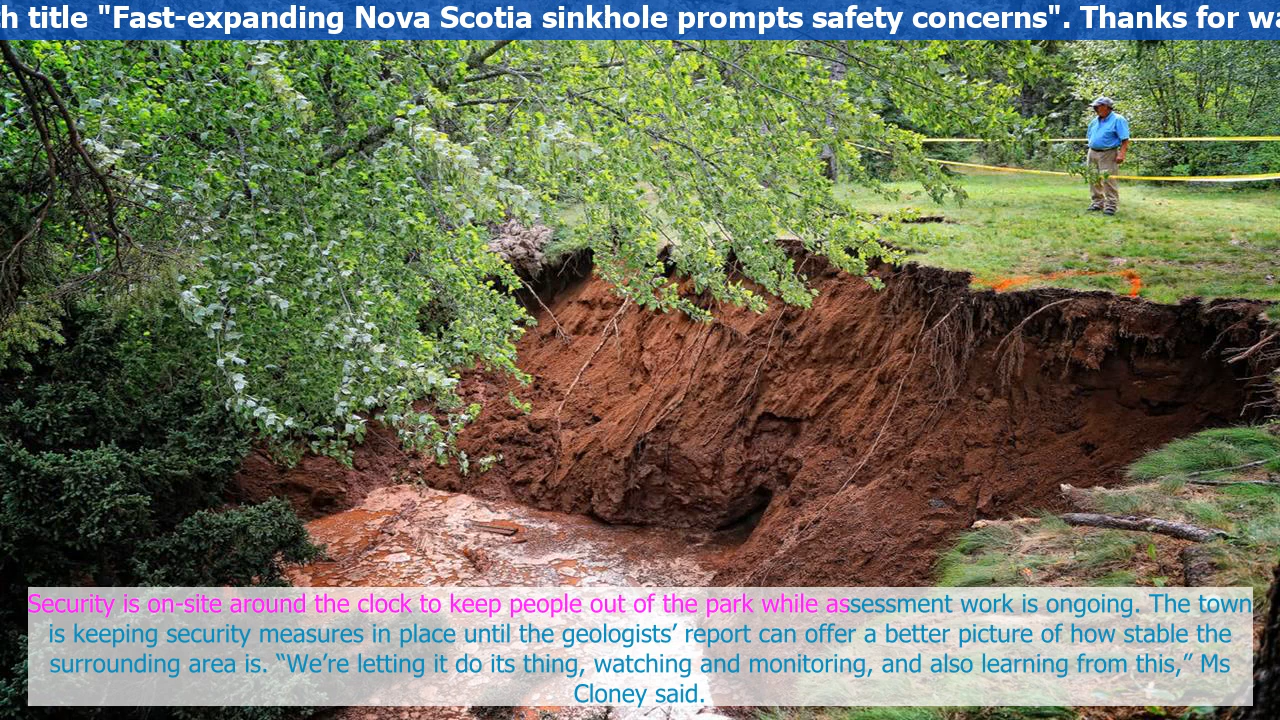 h title "Fast-expanding Nova Scotia sinkhole prompts safety concerns". Thanks for wa
Security is on-site around the clock to keep people out of the park while assessment work is ongoing. The town
is keeping security measures in place until the geologists’ report can offer a better picture of how stable the
surrounding area is. “We’re letting it do its thing, watching and monitoring, and also learning from this,” Ms
Cloney said.